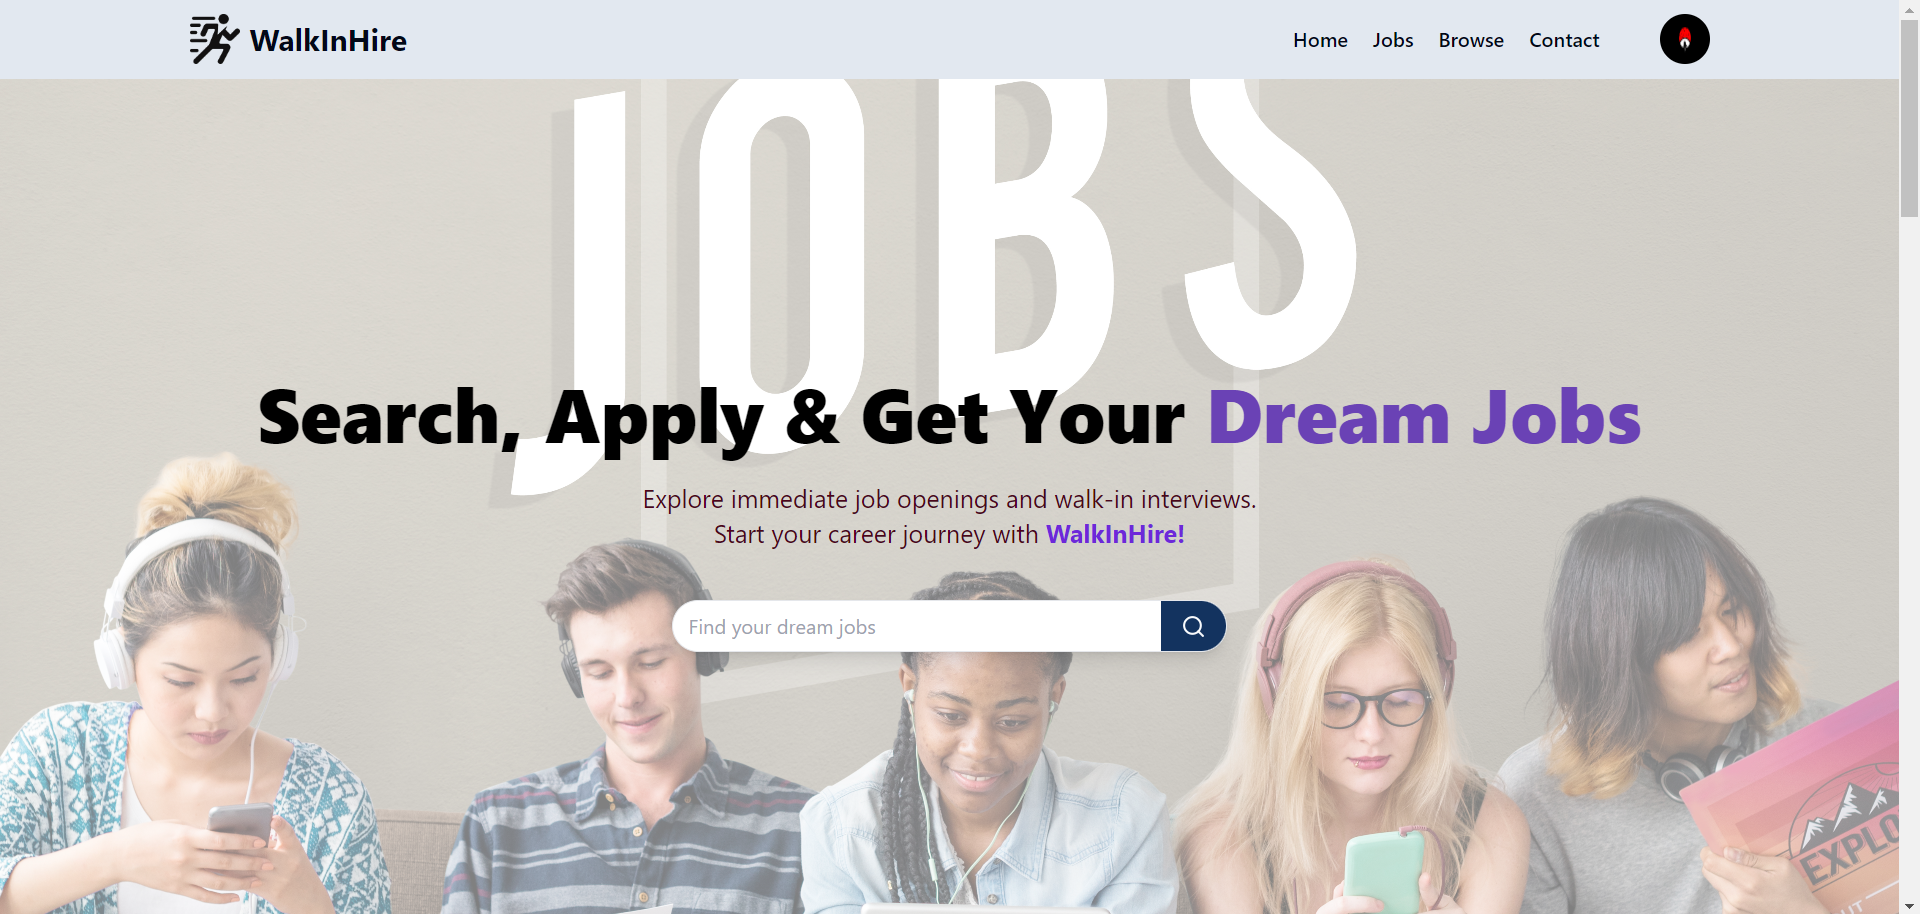 WalkInHire
Home Jobs Browse Contact
JOBS
Search, Apply & Get Your Dream Jobs
Explore immediate job openings and walk-in interviews.
Start your career journey with WalkInHire!
Find your dream jobs